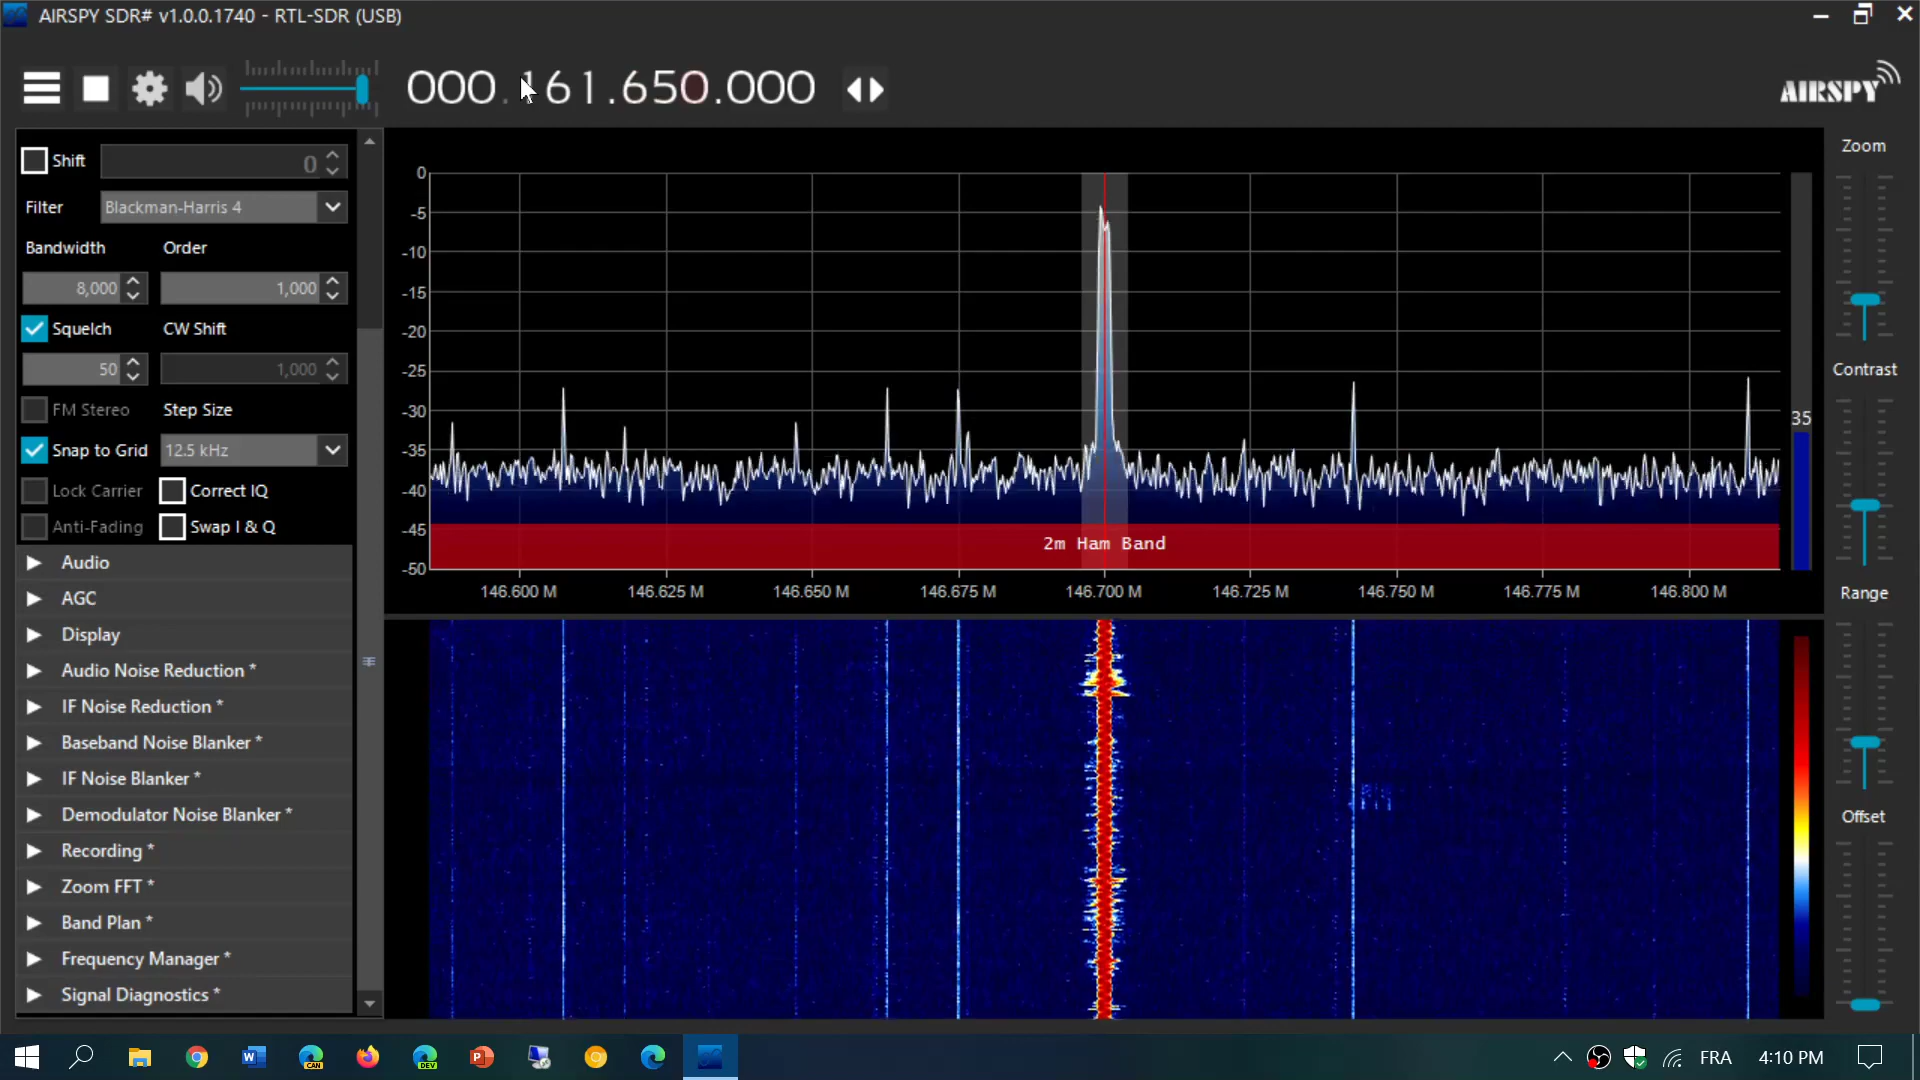 AIRSPY SDR# v1.0.0.1740 - RTL-SDR (USB)
000.161.650.000
AIRSPY
Shift 0
Filter Blackman-Harris 4
Bandwidth Order
8,000 1,000
Squelch CW Shift
50 1,000
FM Stereo Step Size
Snap to Grid 12.5 kHz
Lock Carrier Correct IQ
Anti-Fading Swap I & Q
Audio
AGC
Display
Audio Noise Reduction *
IF Noise Reduction *
Baseband Noise Blanker *
IF Noise Blanker *
Demodulator Noise Blanker *
Recording *
Zoom FFT *
Band Plan *
Frequency Manager *
Signal Diagnostics *
0
-5
-10
-15
-20
-25
-30
-35
-40
-45
-50
2m Ham Band
146.600 M 146.625 M 146.650 M 146.675 M 146.700 M 146.725 M 146.750 M 146.775 M 146.800 M
35
Zoom
Contrast
Range
Offset
W CAN DEV P
FRA 4:10 PM